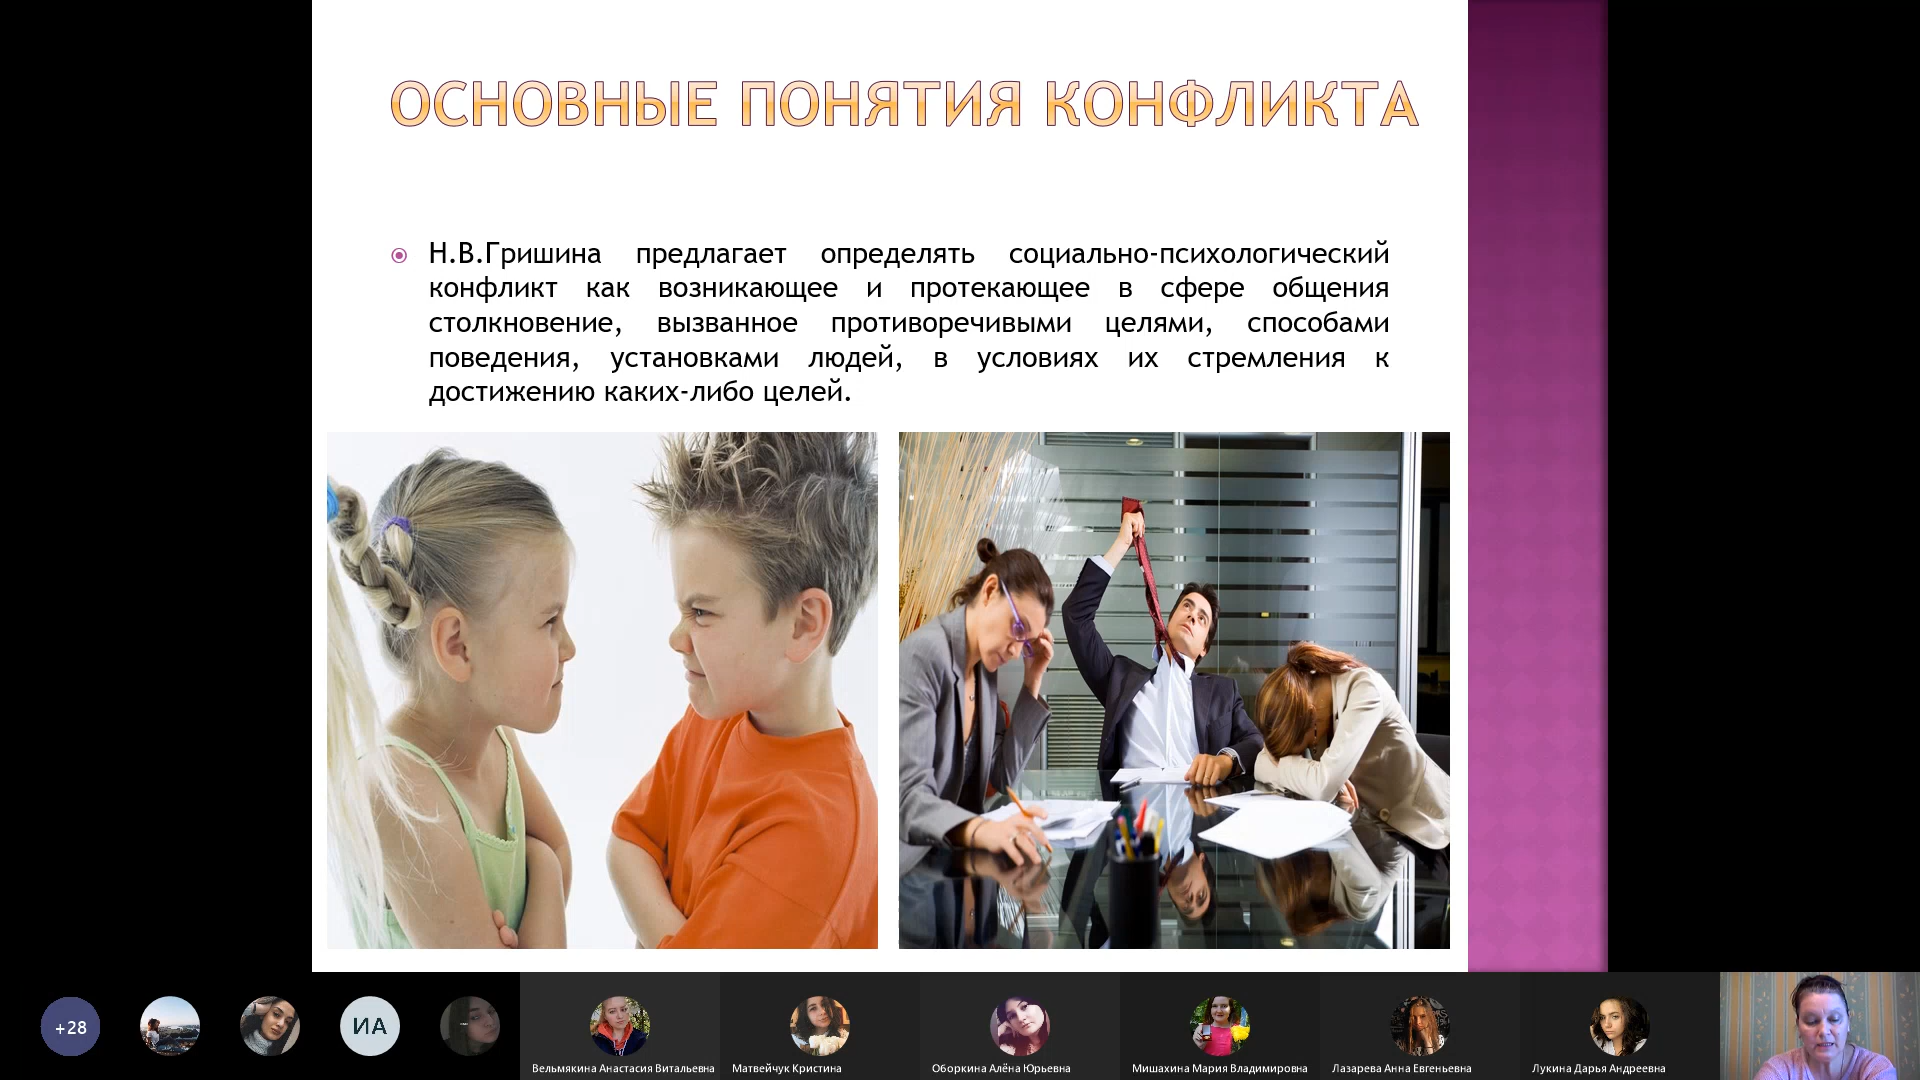 ОСНОВНЫЕ ПОНЯТИЯ КОНФЛИКТА
Н.В.Гришина предлагает определять социально-психологический
конфликт как возникающее и протекающее в сфере общения
столкновение, вызванное противоречивыми целями, способами
поведения, установками людей, в условиях их стремления к
достижению каких-либо целей.
+28
ИА
Вельмякина Анастасия Витальевна
Матвейчук Кристина
Оборкина Алёна Юрьевна
Мишахина Мария Владимировна
Лазарева Анна Евгеньевна
Лукина Дарья Андреевна